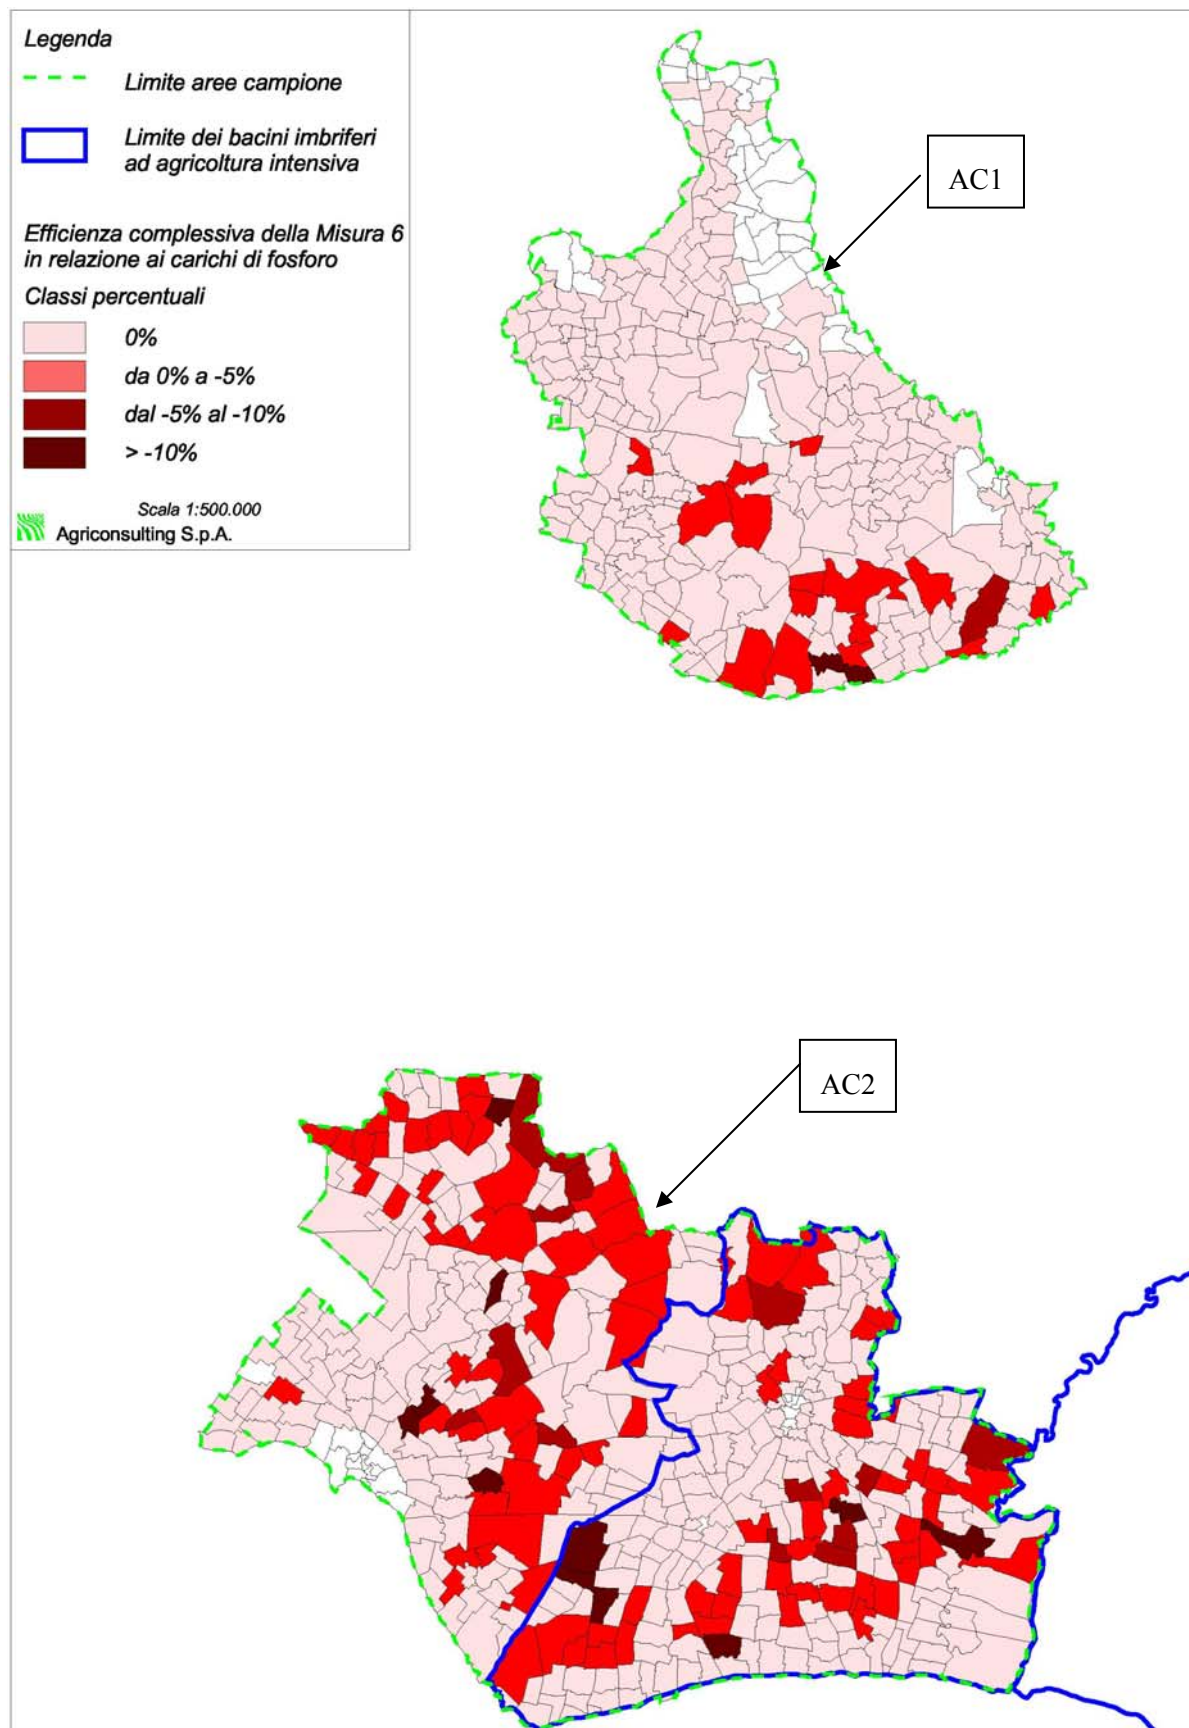 Legenda
Limite aree campione
Limite dei bacini imbriferi
ad agricoltura intensiva
Efficienza complessiva della Misura 6
in relazione ai carichi di fosforo
Classi percentuali
0%
da 0% a -5%
dal -5% al -10%
> -10%
Scala 1:500.000
Agriconsulting S.p.A.
AC1
AC2